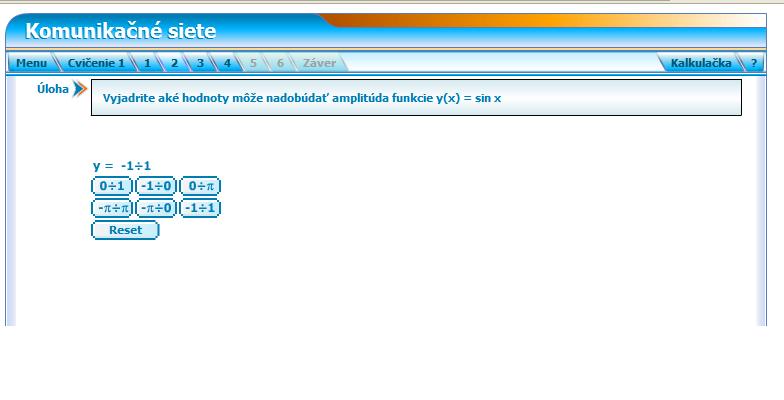 Komunikačné siete
Menu Cvičenie 1 1 2 3 4 5 6 Záver Kalkulačka ?
Úloha Vyjadrite aké hodnoty môže nadobúdať amplitúda funkcie y(x) = sin x
y = -1÷1
0÷1 -1÷0 0÷π
-π÷π -π÷0 -1÷1
Reset